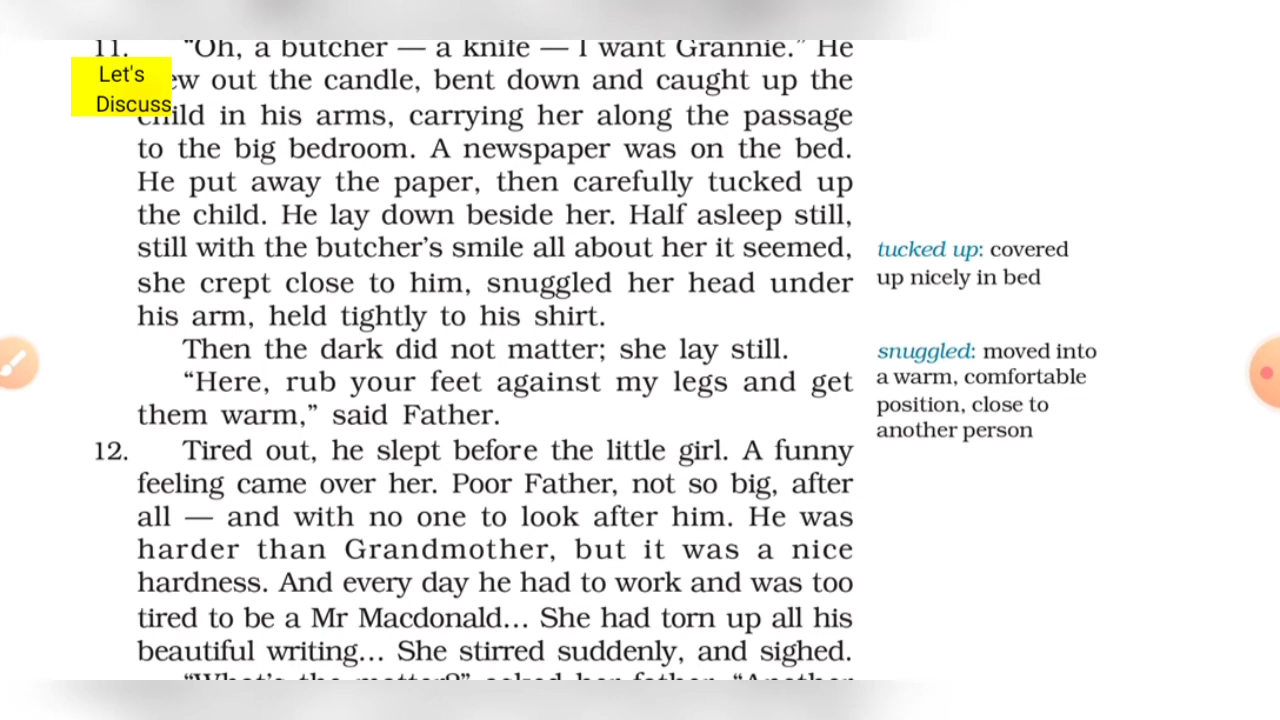 11. “Oh, a butcher — a knife — I want Grannie.” He
Let's
Discuss
out the candle, bent down and caught up the
child in his arms, carrying her along the passage
to the big bedroom. A newspaper was on the bed.
He put away the paper, then carefully tucked up
the child. He lay down beside her. Half asleep still,
still with the butcher’s smile all about her it seemed,
she crept close to him, snuggled her head under
his arm, held tightly to his shirt.
tucked up: covered
up nicely in bed
Then the dark did not matter; she lay still.
“Here, rub your feet against my legs and get
them warm,” said Father.
snuggled: moved into
a warm, comfortable
position, close to
another person
12. Tired out, he slept before the little girl. A funny
feeling came over her. Poor Father, not so big, after
all — and with no one to look after him. He was
harder than Grandmother, but it was a nice
hardness. And every day he had to work and was too
tired to be a Mr Macdonald... She had torn up all his
beautiful writing... She stirred suddenly, and sighed.
“What’s the matter?” asked her father. “Another